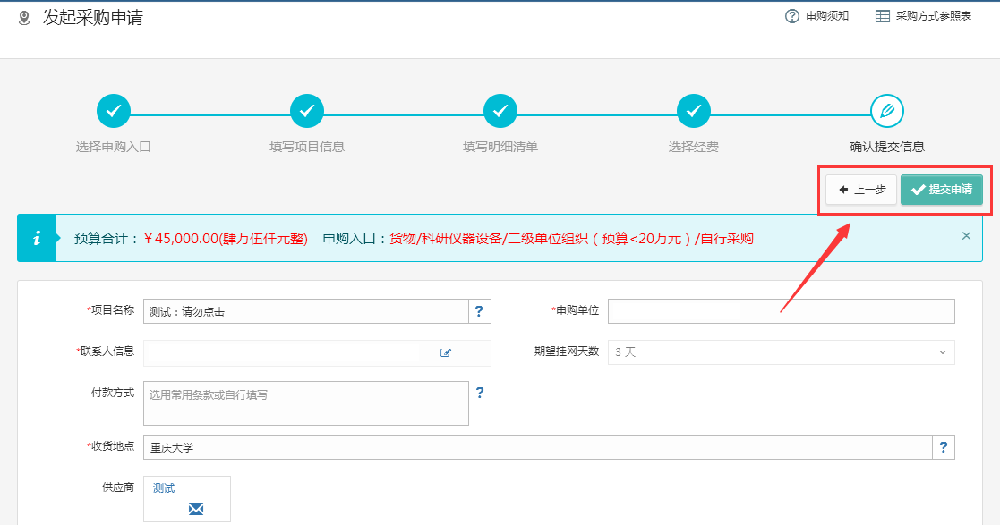 发起采购申请
申购须知
采购方式参照表
选择申购入口
填写项目信息
填写明细清单
选择经费
确认提交信息
上一步
提交申请
预算合计：￥45,000.00(肆万伍仟元整) 申购入口：货物/科研仪器设备/二级单位组织（预算<20万元）/自行采购
*项目名称
测试：请勿点击
?
*申购单位
*联系人信息
期望挂网天数
3 天
付款方式
选用常用条款或自行填写
?
*收货地点
重庆大学
?
供应商
测试